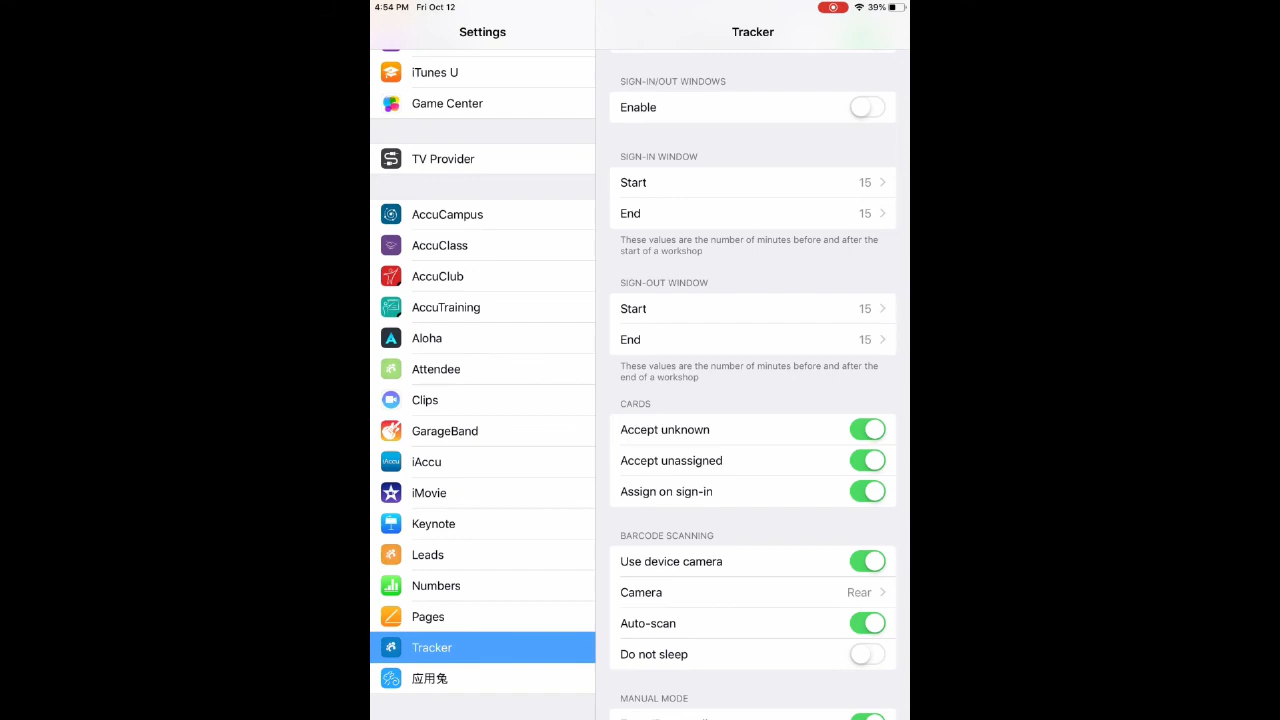 4:54 PM Fri Oct 12
39%
Settings
iTunes U
Game Center
TV Provider
AccuCampus
AccuClass
AccuClub
AccuTraining
Aloha
Attendee
Clips
GarageBand
iAccu
iMovie
Keynote
Leads
Numbers
Pages
Tracker
应用兔
Tracker
SIGN-IN/OUT WINDOWS
Enable
SIGN-IN WINDOW
Start 15
End 15
These values are the number of minutes before and after the
start of a workshop
SIGN-OUT WINDOW
Start 15
End 15
These values are the number of minutes before and after the
end of a workshop
CARDS
Accept unknown
Accept unassigned
Assign on sign-in
BARCODE SCANNING
Use device camera
Camera Rear
Auto-scan
Do not sleep
MANUAL MODE